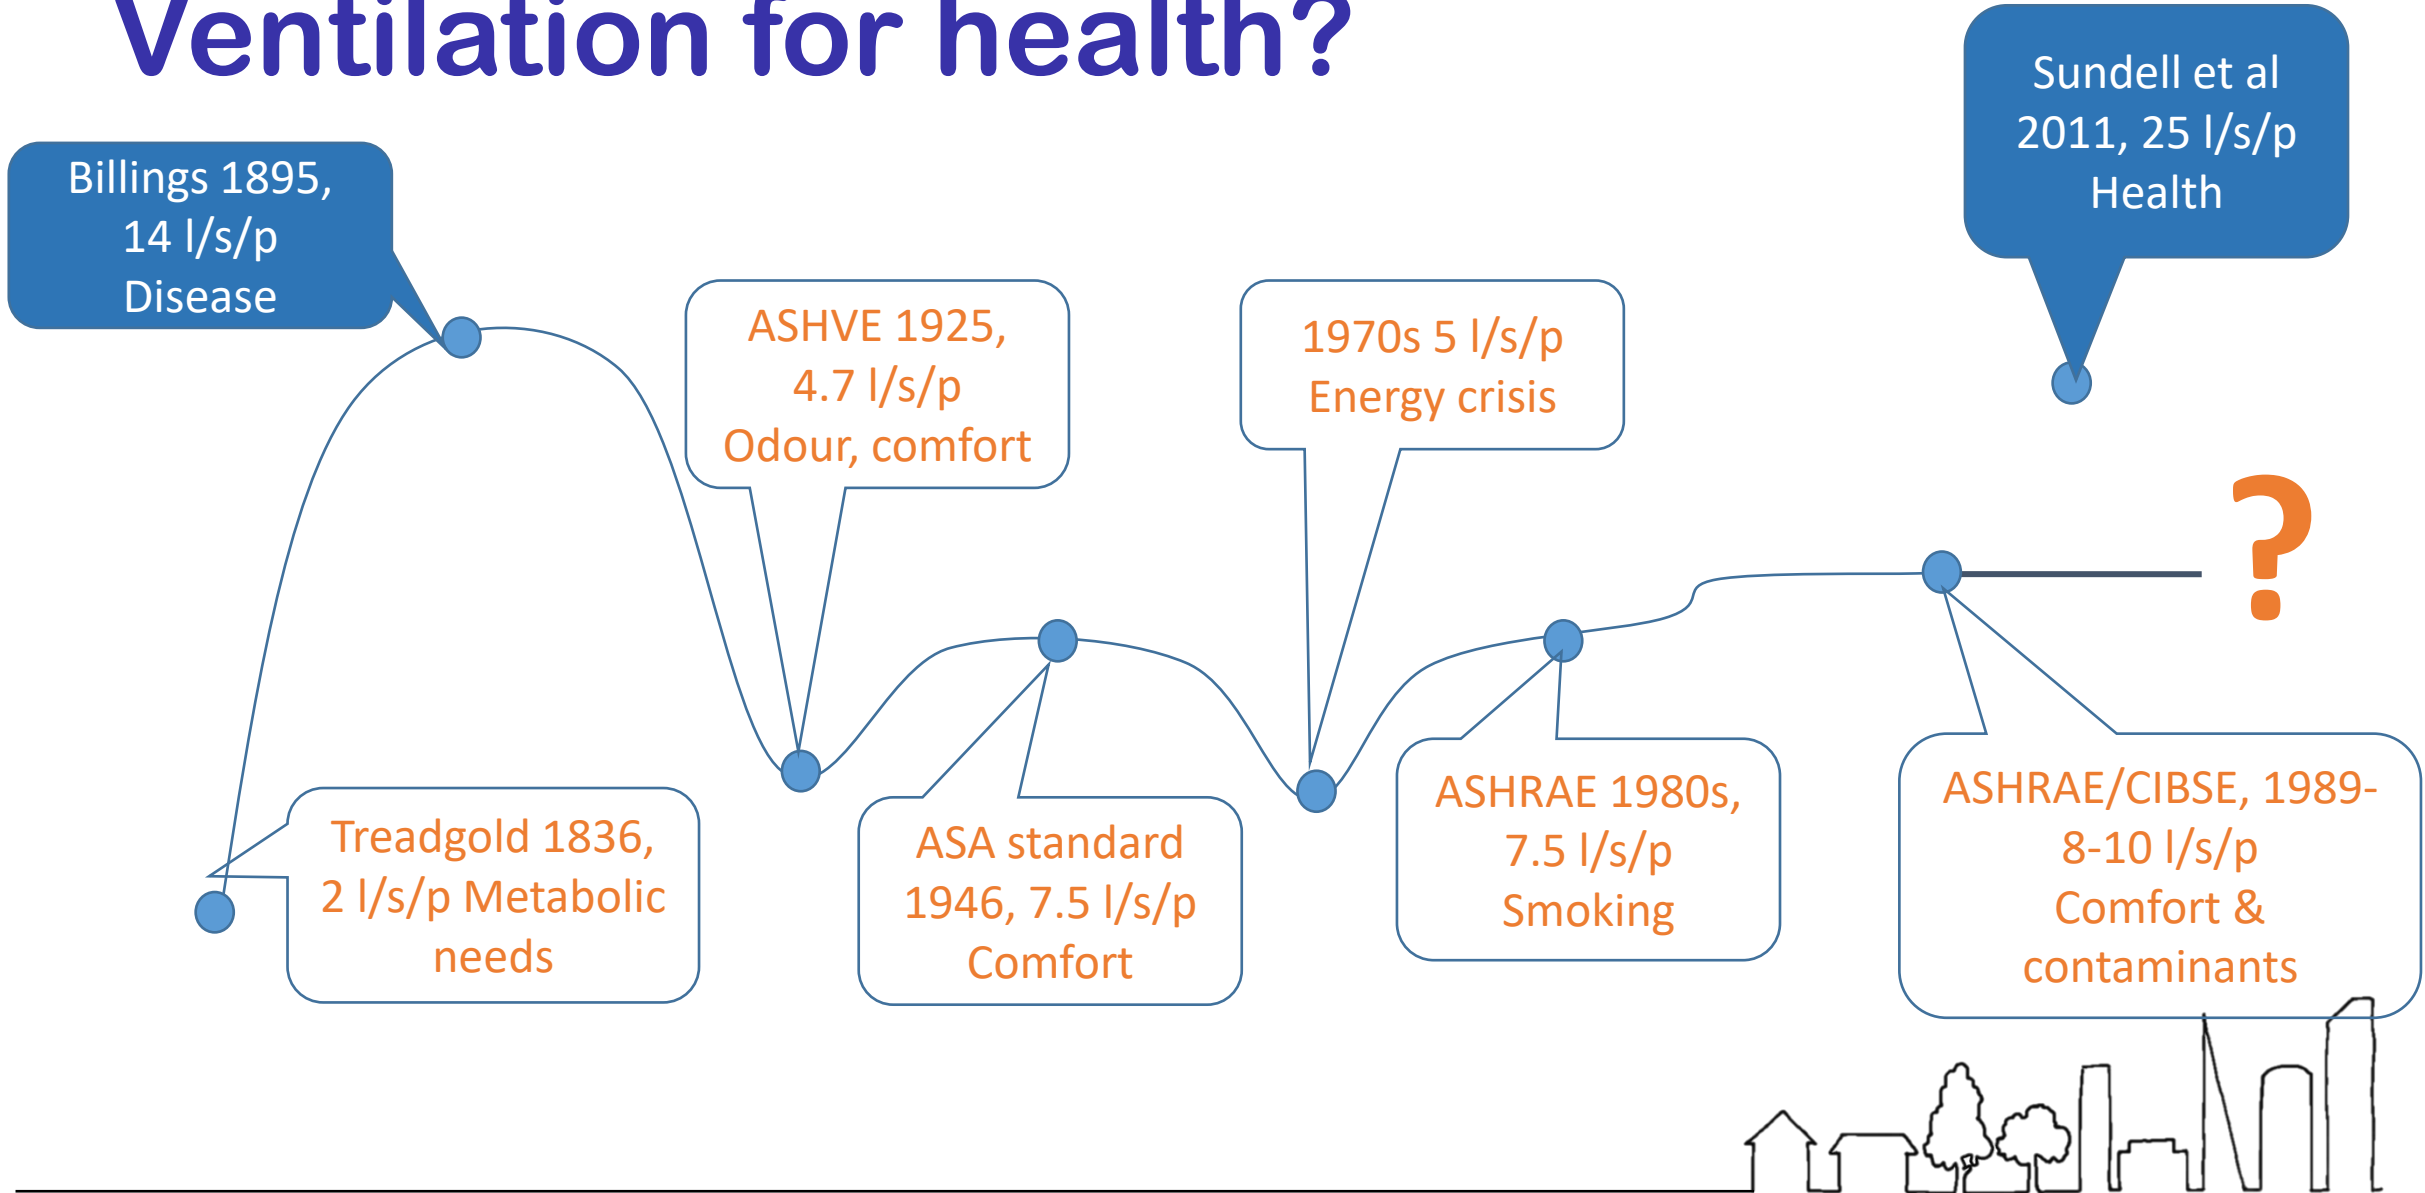 Ventilation for health?
Billings 1895,
14 l/s/p
Disease
Sundell et al
2011, 25 l/s/p
Health
ASHVE 1925,
4.7 l/s/p
Odour, comfort
1970s 5 l/s/p
Energy crisis
?
Treadgold 1836,
2 l/s/p Metabolic
needs
ASA standard
1946, 7.5 l/s/p
Comfort
ASHRAE 1980s,
7.5 l/s/p
Smoking
ASHRAE/CIBSE, 1989-
8-10 l/s/p
Comfort &
contaminants